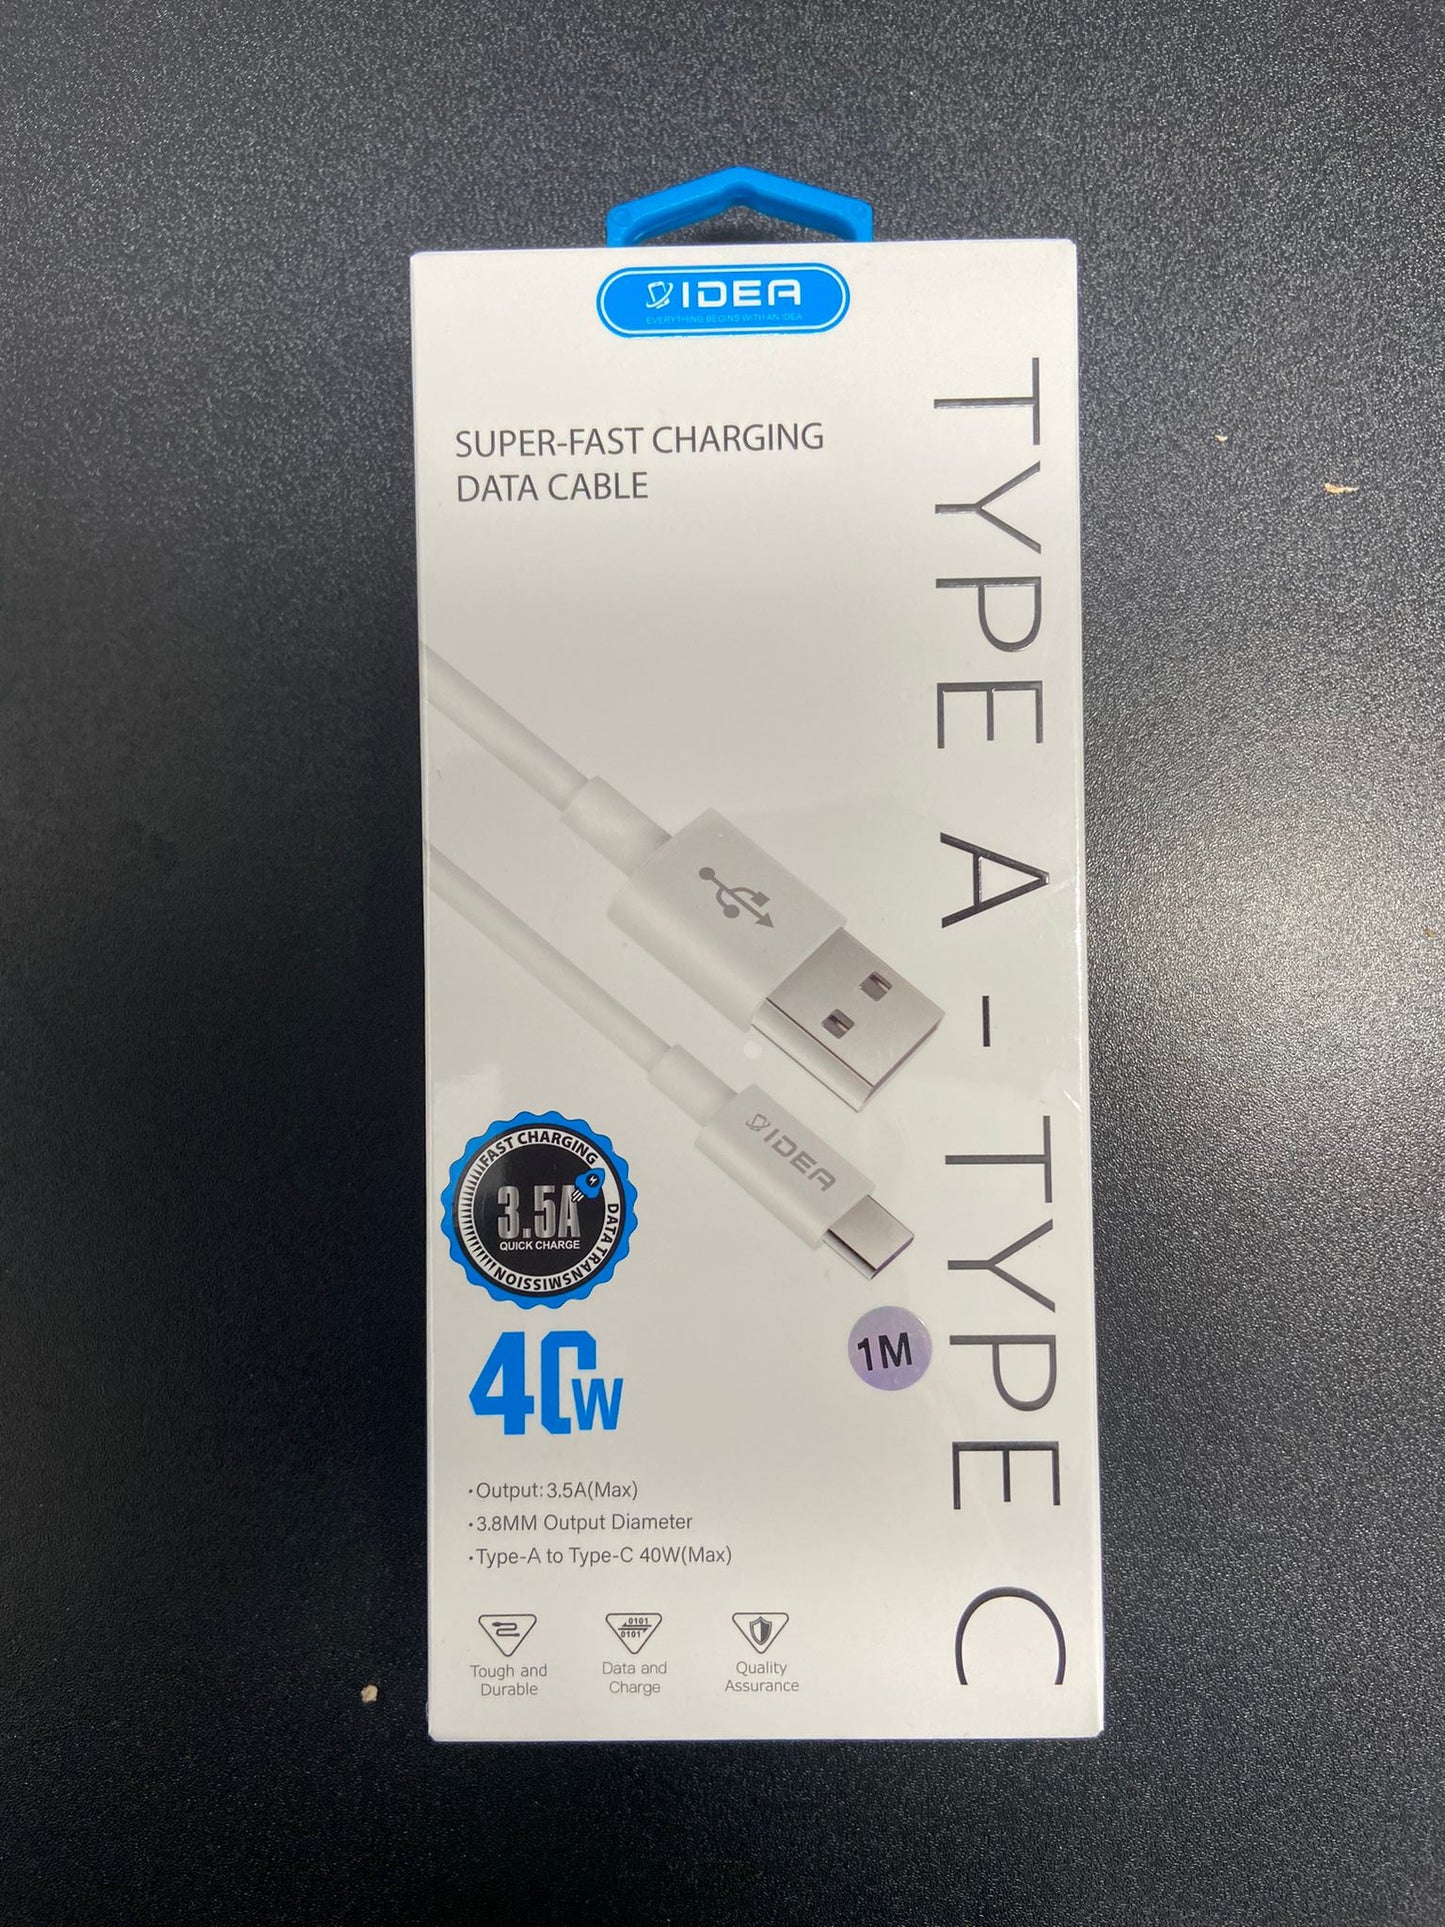 IDEA
EVERYTHING BEGINS WITH AN IDEA
SUPER-FAST CHARGING
DATA CABLE
TYPE A - TYPE C
IDEA
FAST CHARGING
3.5A
QUICK CHARGE
DATA TRANSMISSION
40W
1M
•Output: 3.5A(Max)
•3.8MM Output Diameter
•Type-A to Type-C 40W(Max)
0101
0101
Tough and
Durable
Data and
Charge
Quality
Assurance